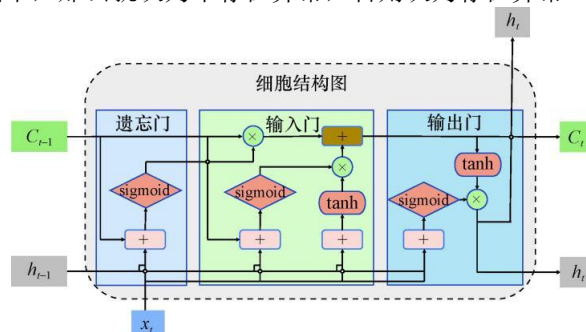 h_t
细胞结构图
遗忘门 输入门 输出门
C_{t-1} × + C_t
× tanh
sigmoid sigmoid tanh sigmoid ×
+ + + +
h_{t-1} h_t
x_t